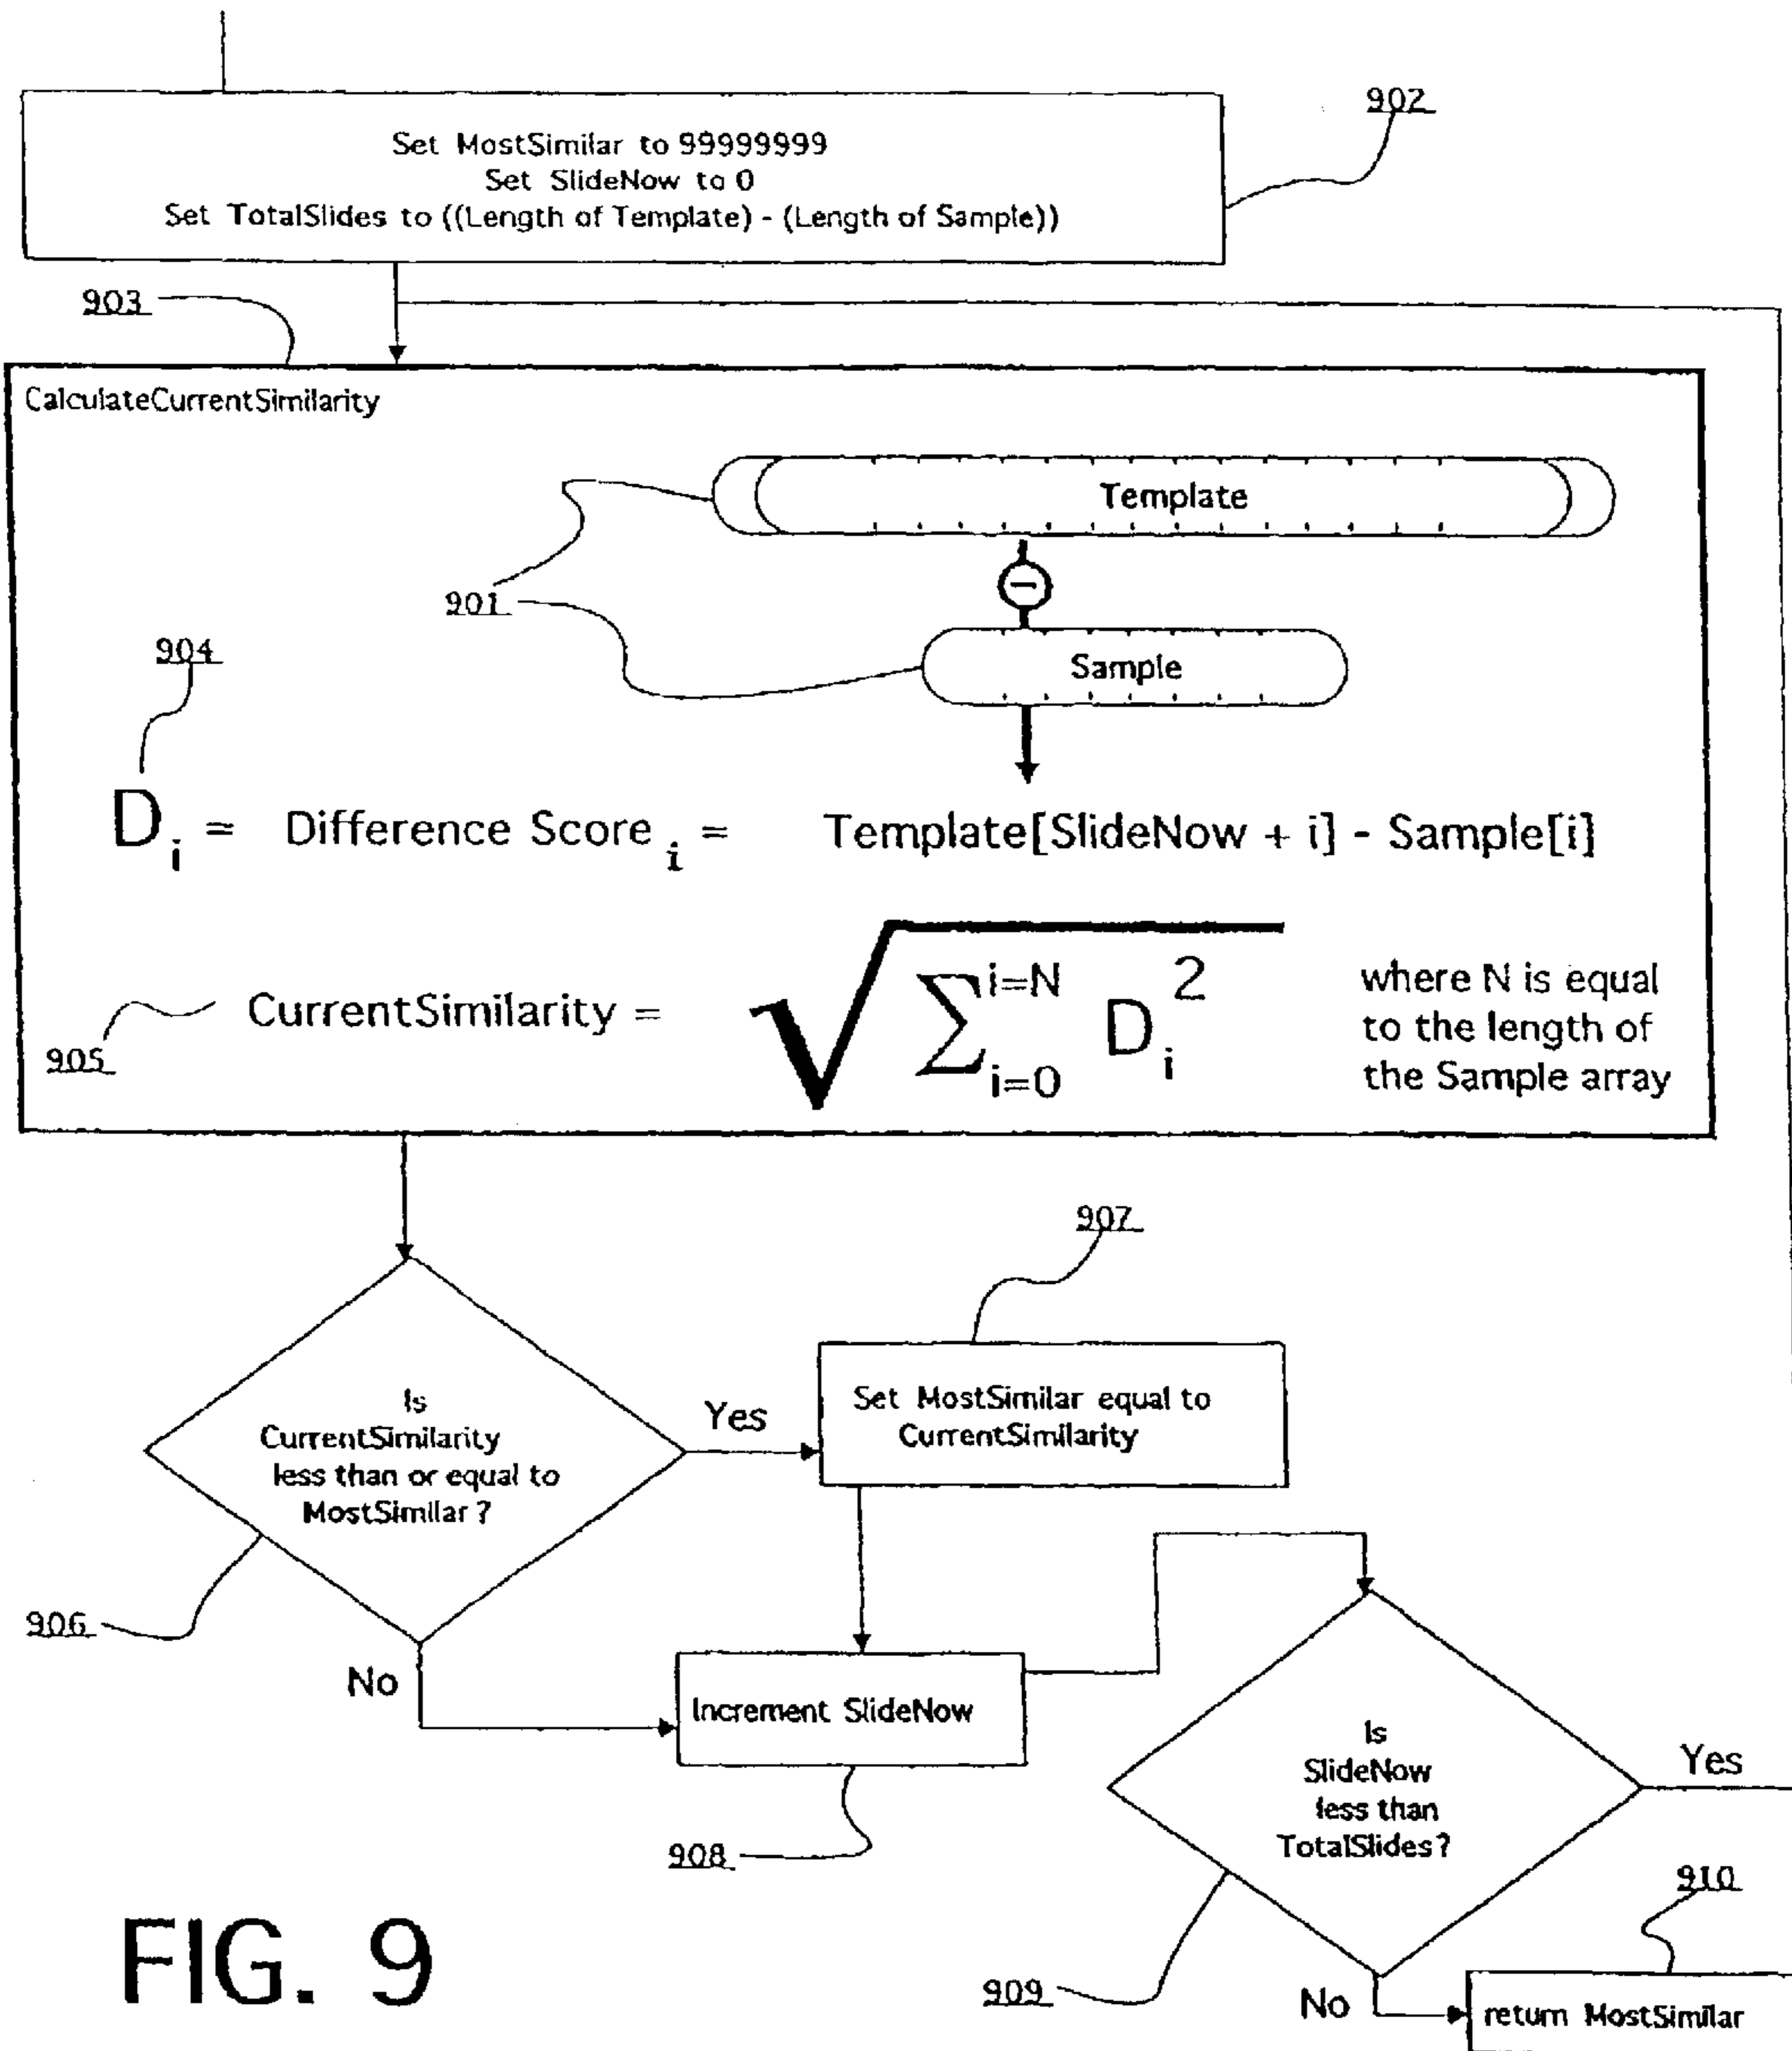 902
Set MostSimilar to 99999999
Set SlideNow to 0
Set TotalSlides to ((Length of Template) - (Length of Sample))
903
CalculateCurrentSimilarity
Template
901
Sample
904
D_i = Difference Score_i = Template[SlideNow + i] - Sample[i]
CurrentSimilarity = √ ∑_{i=0}^{i=N} D_i^2
where N is equal
to the length of
the Sample array
905
907
Is
CurrentSimilarity
less than or equal to
MostSimilar ?
Yes
Set MostSimilar equal to
CurrentSimilarity
906
No
Increment SlideNow
908
Is
SlideNow
less than
TotalSlides?
Yes
910
909
No
return MostSimilar
FIG. 9